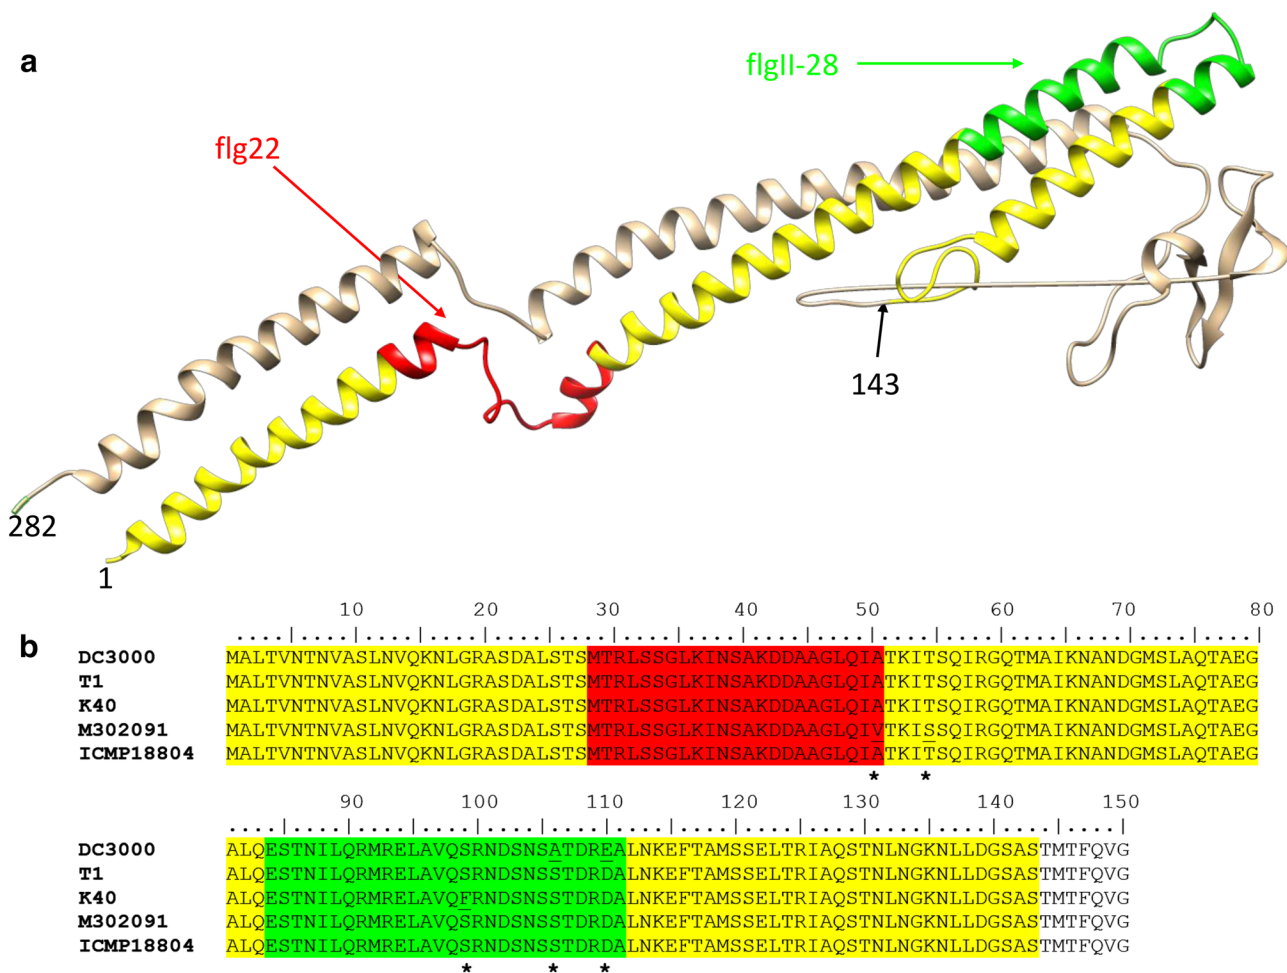 a
flgII-28
flg22
143
282
1
b
10 20 30 40 50 60 70 80
DC3000 MALTVNTNVASLNVQKNLGRASDALSTSMTRLSSGLKINSAKDDAAGLQIATKITSQIRGQTMAIKNANDGMSLAQTAEG
T1 MALTVNTNVASLNVQKNLGRASDALSTSMTRLSSGLKINSAKDDAAGLQIATKITSQIRGQTMAIKNANDGMSLAQTAEG
K40 MALTVNTNVASLNVQKNLGRASDALSTSMTRLSSGLKINSAKDDAAGLQIATKITSQIRGQTMAIKNANDGMSLAQTAEG
M302091 MALTVNTNVASLNVQKNLGRASDALSTSMTRLSSGLKINSAKDDAAGLQIVTKISSQIRGQTMAIKNANDGMSLAQTAEG
ICMP18804 MALTVNTNVASLNVQKNLGRASDALSTSMTRLSSGLKINSAKDDAAGLQIATKITSQIRGQTMAIKNANDGMSLAQTAEG
* *
90 100 110 120 130 140 150
DC3000 ALQESTNILQRMRELAVQSRNDSNSATDREALNKEFTAMSSELTRIAQSTNLNGKNLLDGSASTMTFQVG
T1 ALQESTNILQRMRELAVQSRNDSNSSTDRDALNKEFTAMSSELTRIAQSTNLNGKNLLDGSASTMTFQVG
K40 ALQESTNILQRMRELAVQFRNDSNSSTDRDALNKEFTAMSSELTRIAQSTNLNGKNLLDGSASTMTFQVG
M302091 ALQESTNILQRMRELAVQSRNDSNSSTDRDALNKEFTAMSSELTRIAQSTNLNGKNLLDGSASTMTFQVG
ICMP18804 ALQESTNILQRMRELAVQSRNDSNSSTDRDALNKEFTAMSSELTRIAQSTNLNGKNLLDGSASTMTFQVG
* * *